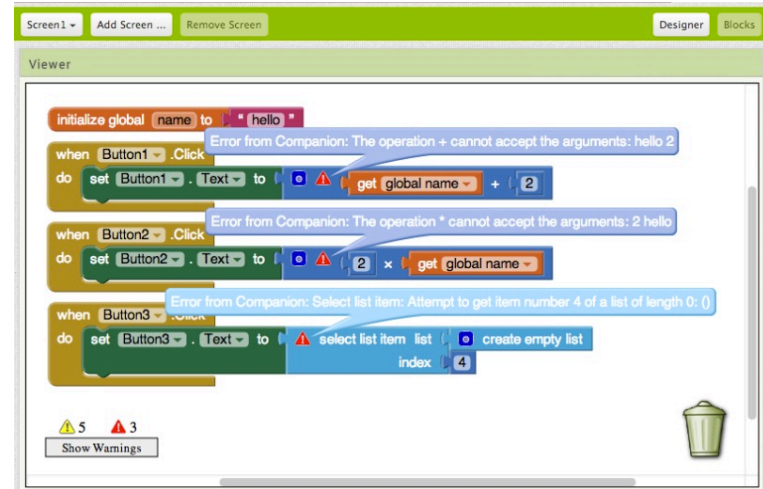 Screen1 Add Screen ... Remove Screen Designer Blocks
Viewer
initialize global name to " hello "
Error from Companion: The operation + cannot accept the arguments: hello 2
when Button1 .Click
do set Button1 . Text to get global name + 2
Error from Companion: The operation * cannot accept the arguments: 2 hello
when Button2 .Click
do set Button2 . Text to 2 × get global name
Error from Companion: Select list item: Attempt to get item number 4 of a list of length 0: ()
when Button3 .Click
do set Button3 . Text to select list item list create empty list
index 4
5 3
Show Warnings